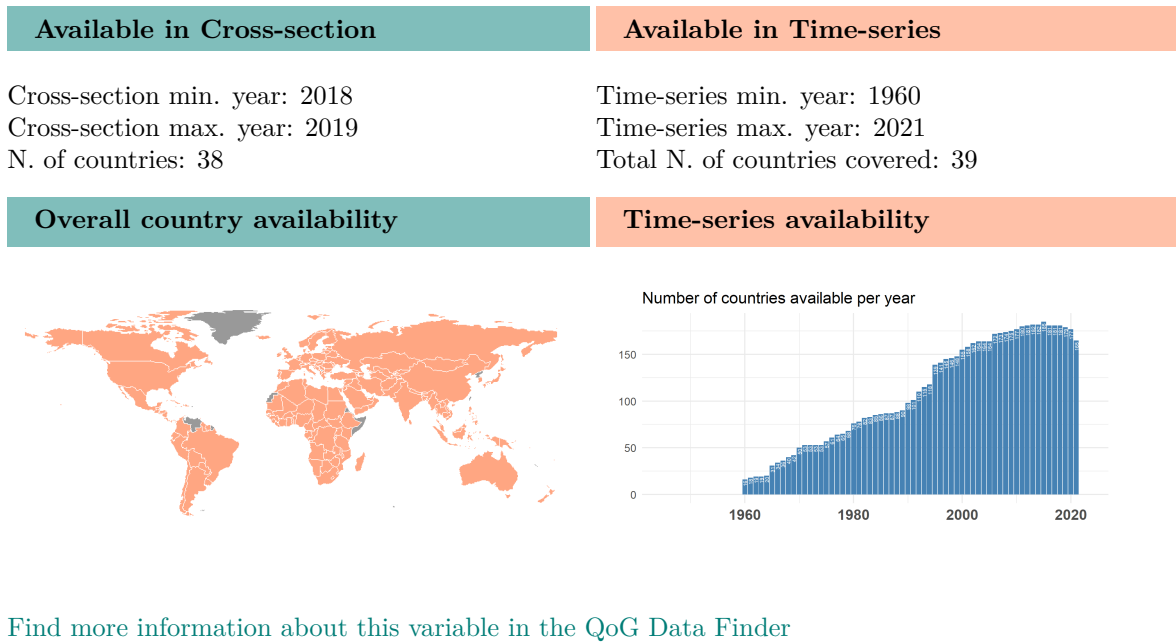 Available in Cross-section
Available in Time-series
Cross-section min. year: 2018
Cross-section max. year: 2019
N. of countries: 38
Time-series min. year: 1960
Time-series max. year: 2021
Total N. of countries covered: 39
Overall country availability
Time-series availability
Number of countries available per year
150
100
50
0
1960
1980
2000
2020
Find more information about this variable in the QoG Data Finder